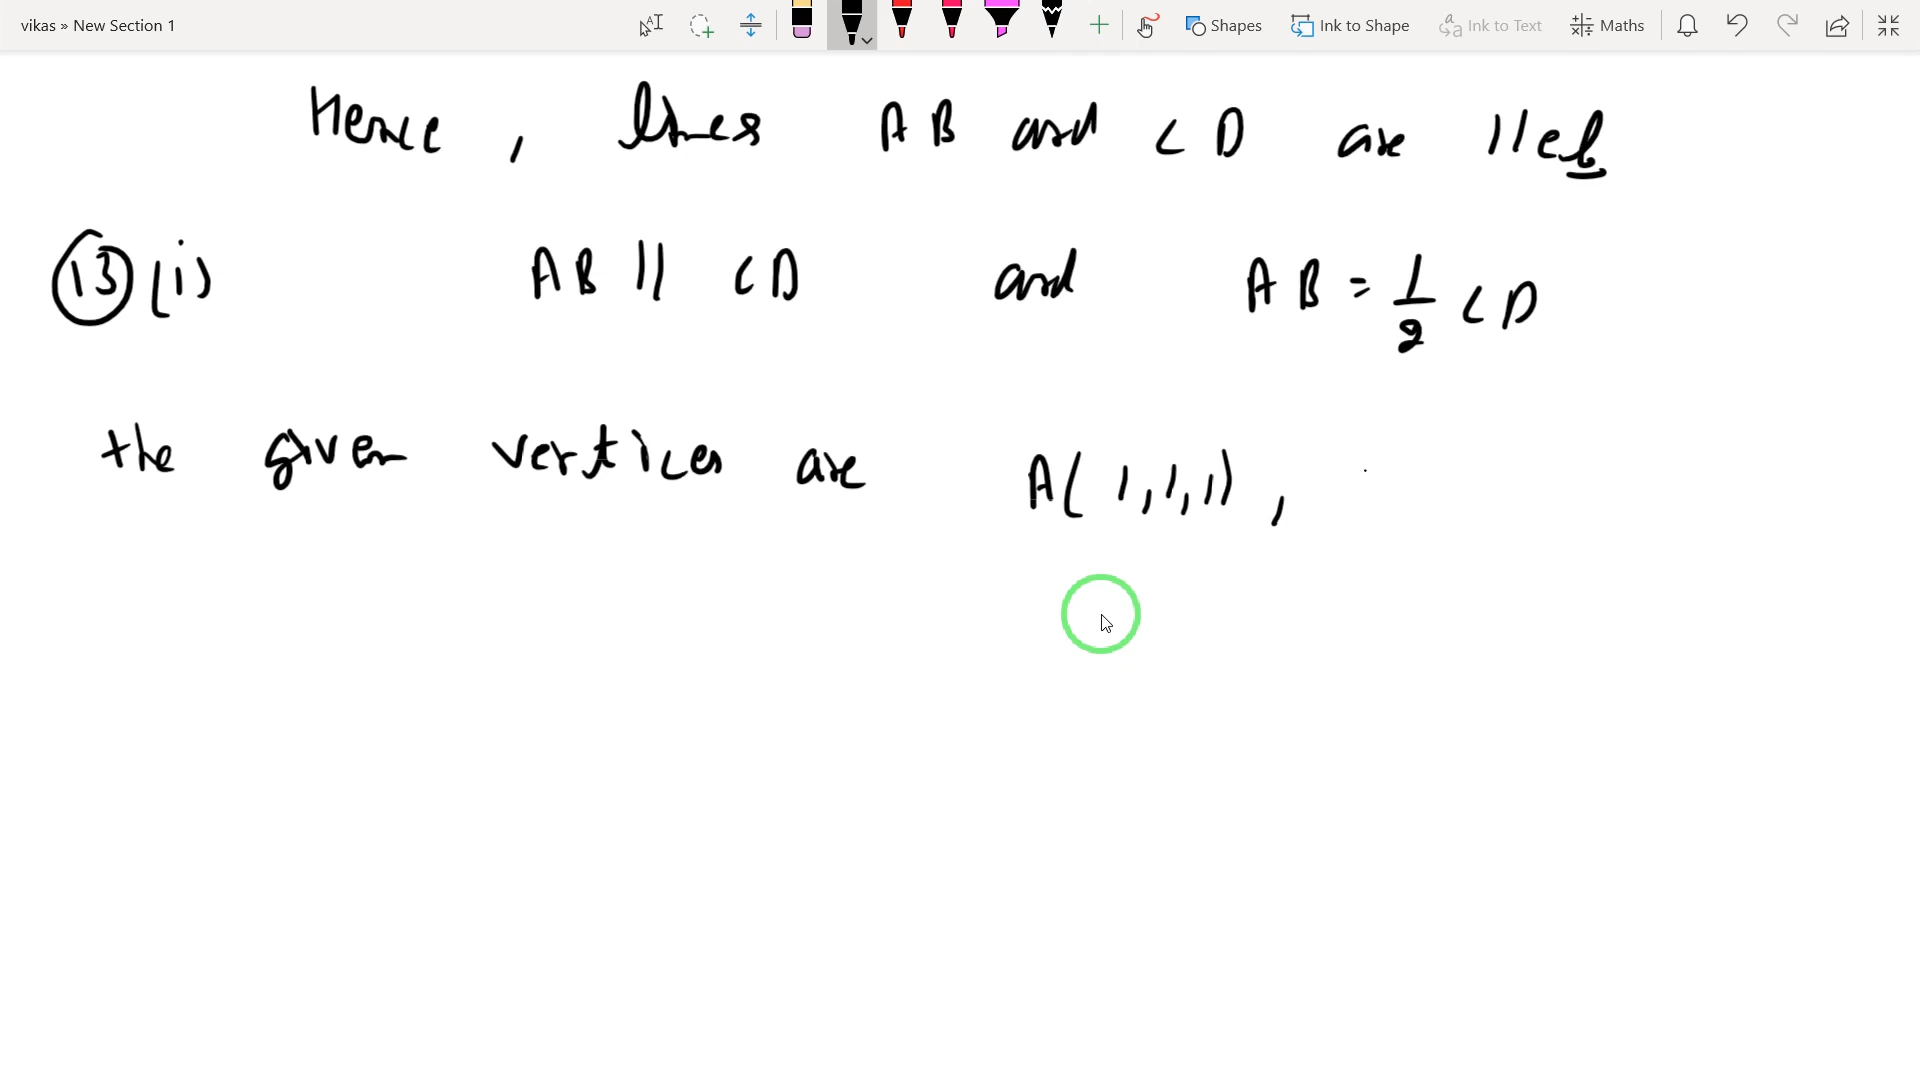 vikas » New Section 1 Shapes Ink to Shape Ink to Text Maths
Hence, lines AB and CD are ||el
(13) (i) AB || CD and AB = 1/2 CD
the given vertices are A(1,1,1),